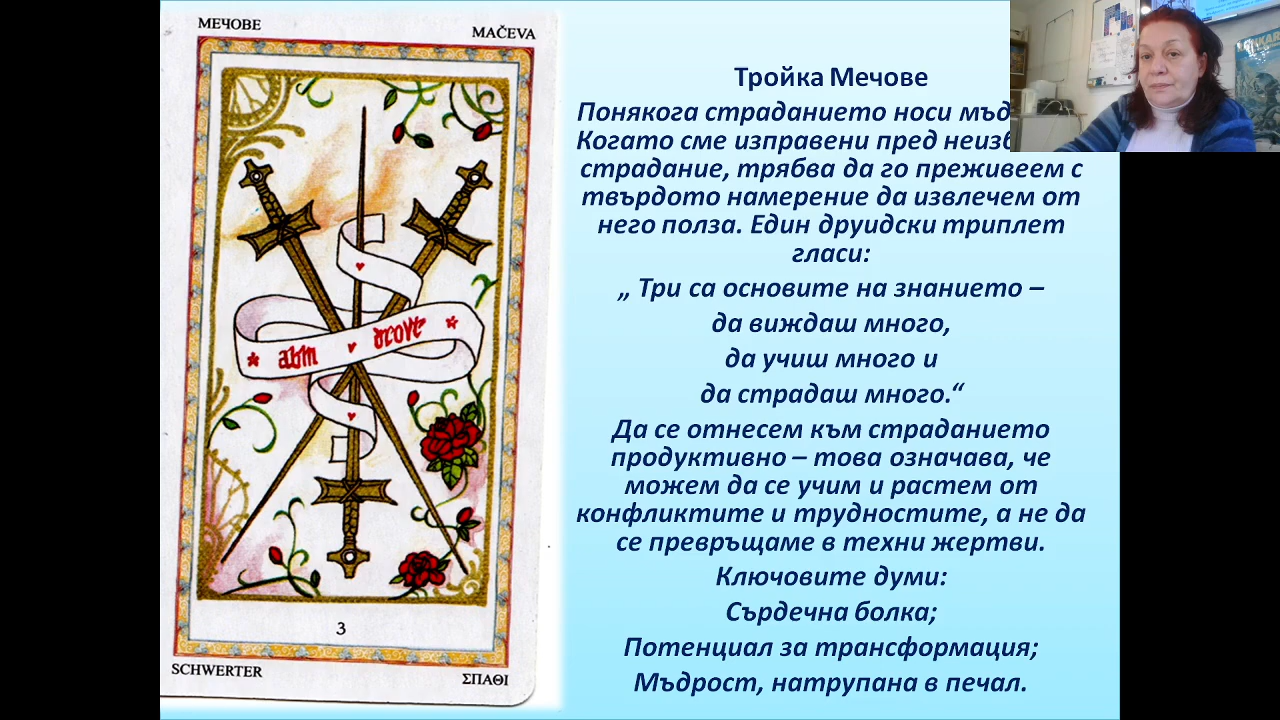 МЕЧОВЕ
MAČEVA
abm v drove
3
SCHWERTER
ΣΠΑΘΙ
Тройка Мечове
Понякога страданието носи
Когато сме изправени пред
страдание, трябва да го преживеем с
твърдото намерение да извлечем от
него полза. Един друидски триплет
гласи:
„ Три са основите на знанието –
да виждаш много,
да учиш много и
да страдаш много.“
Да се отнесем към страданието
продуктивно – това означава, че
можем да се учим и растем от
конфликтите и трудностите, а не да
се превръщаме в техни жертви.
Ключовите думи:
Сърдечна болка;
Потенциал за трансформация;
Мъдрост, натрупана в печал.